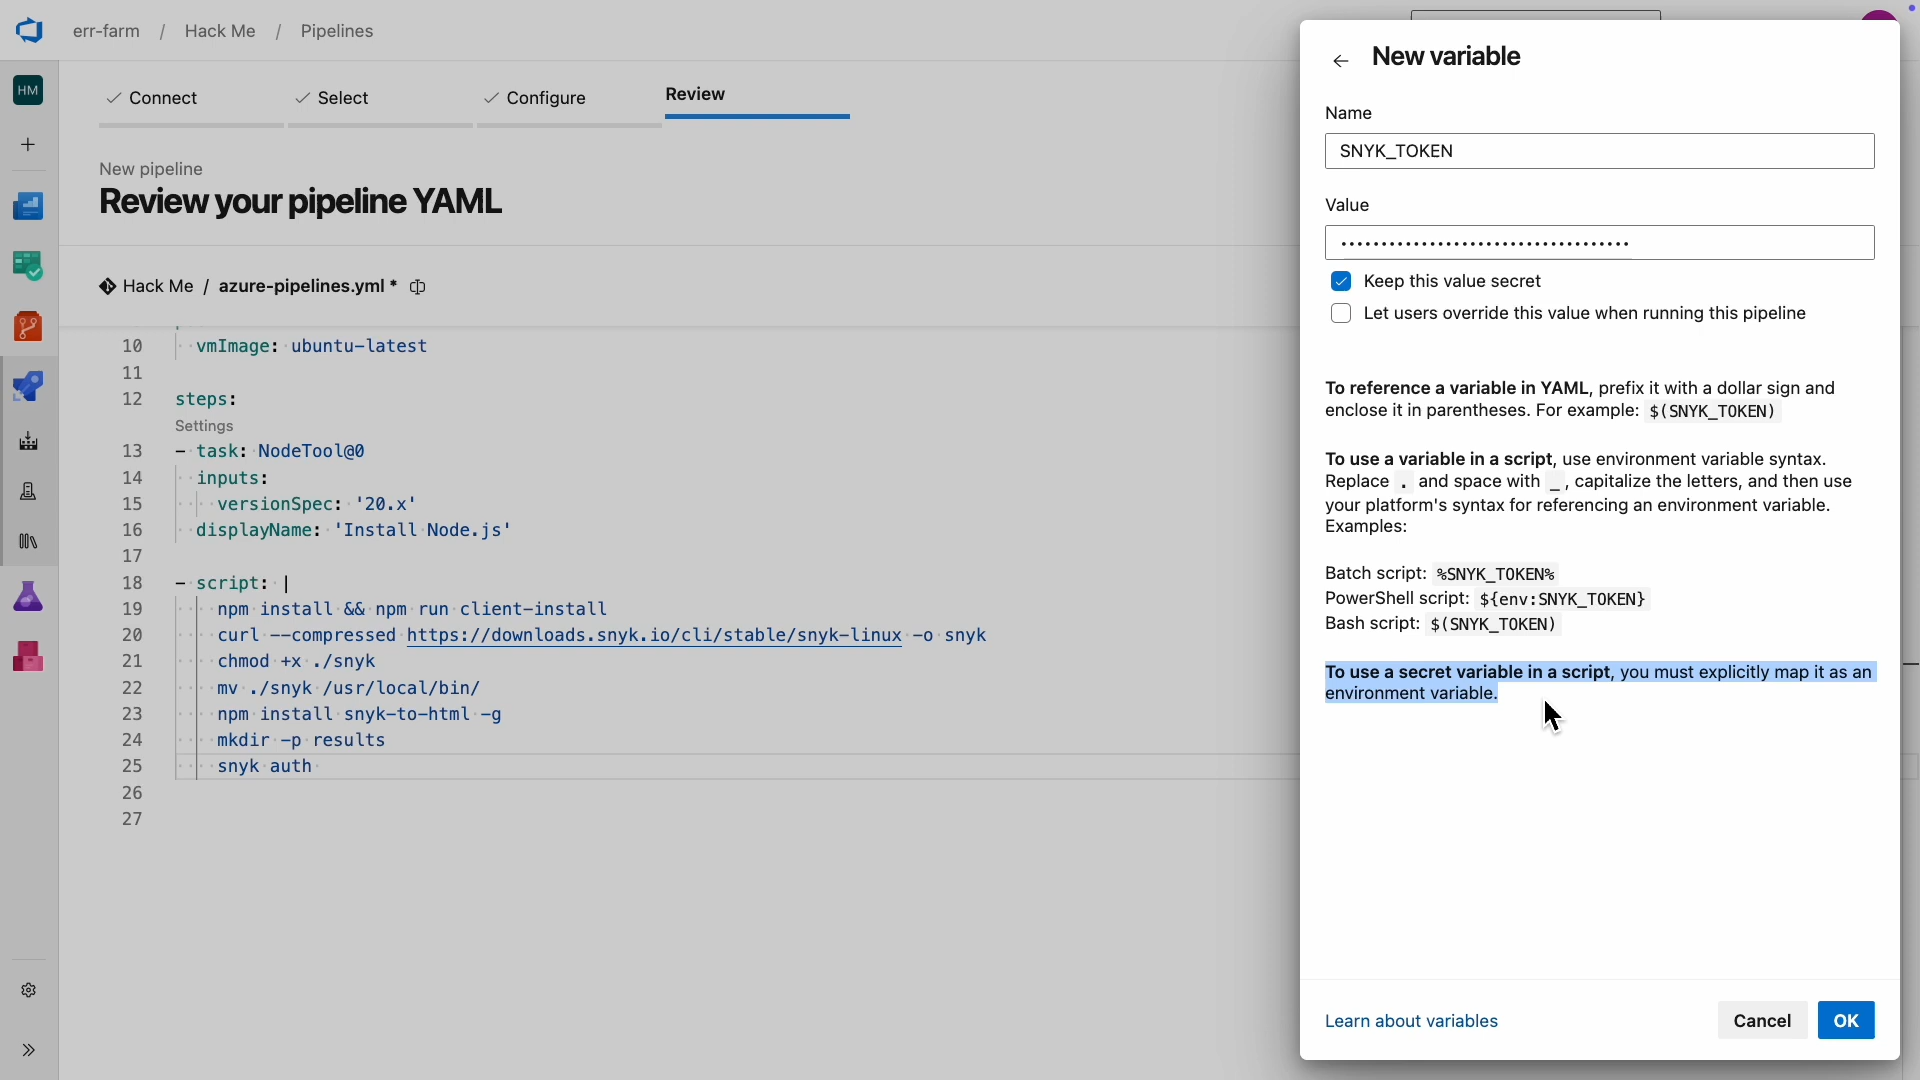 err-farm / Hack Me / Pipelines
HM
Connect
Select
Configure
Review
New pipeline
Review your pipeline YAML
Hack Me / azure-pipelines.yml *
10 vmImage: ubuntu-latest
11
12 steps:
Settings
13 - task: NodeTool@0
14 inputs:
15 versionSpec: '20.x'
16 displayName: 'Install Node.js'
17
18 - script: |
19 npm install && npm run client-install
20 curl --compressed https://downloads.snyk.io/cli/stable/snyk-linux -o snyk
21 chmod +x ./snyk
22 mv ./snyk /usr/local/bin/
23 npm install snyk-to-html -g
24 mkdir -p results
25 snyk auth
26
27
New variable
Name
SNYK_TOKEN
Value
Keep this value secret
Let users override this value when running this pipeline
To reference a variable in YAML, prefix it with a dollar sign and
enclose it in parentheses. For example: $(SNYK_TOKEN)
To use a variable in a script, use environment variable syntax.
Replace . and space with _, capitalize the letters, and then use
your platform's syntax for referencing an environment variable.
Examples:
Batch script: %SNYK_TOKEN%
PowerShell script: ${env:SNYK_TOKEN}
Bash script: $(SNYK_TOKEN)
To use a secret variable in a script, you must explicitly map it as an
environment variable.
Learn about variables
Cancel
OK